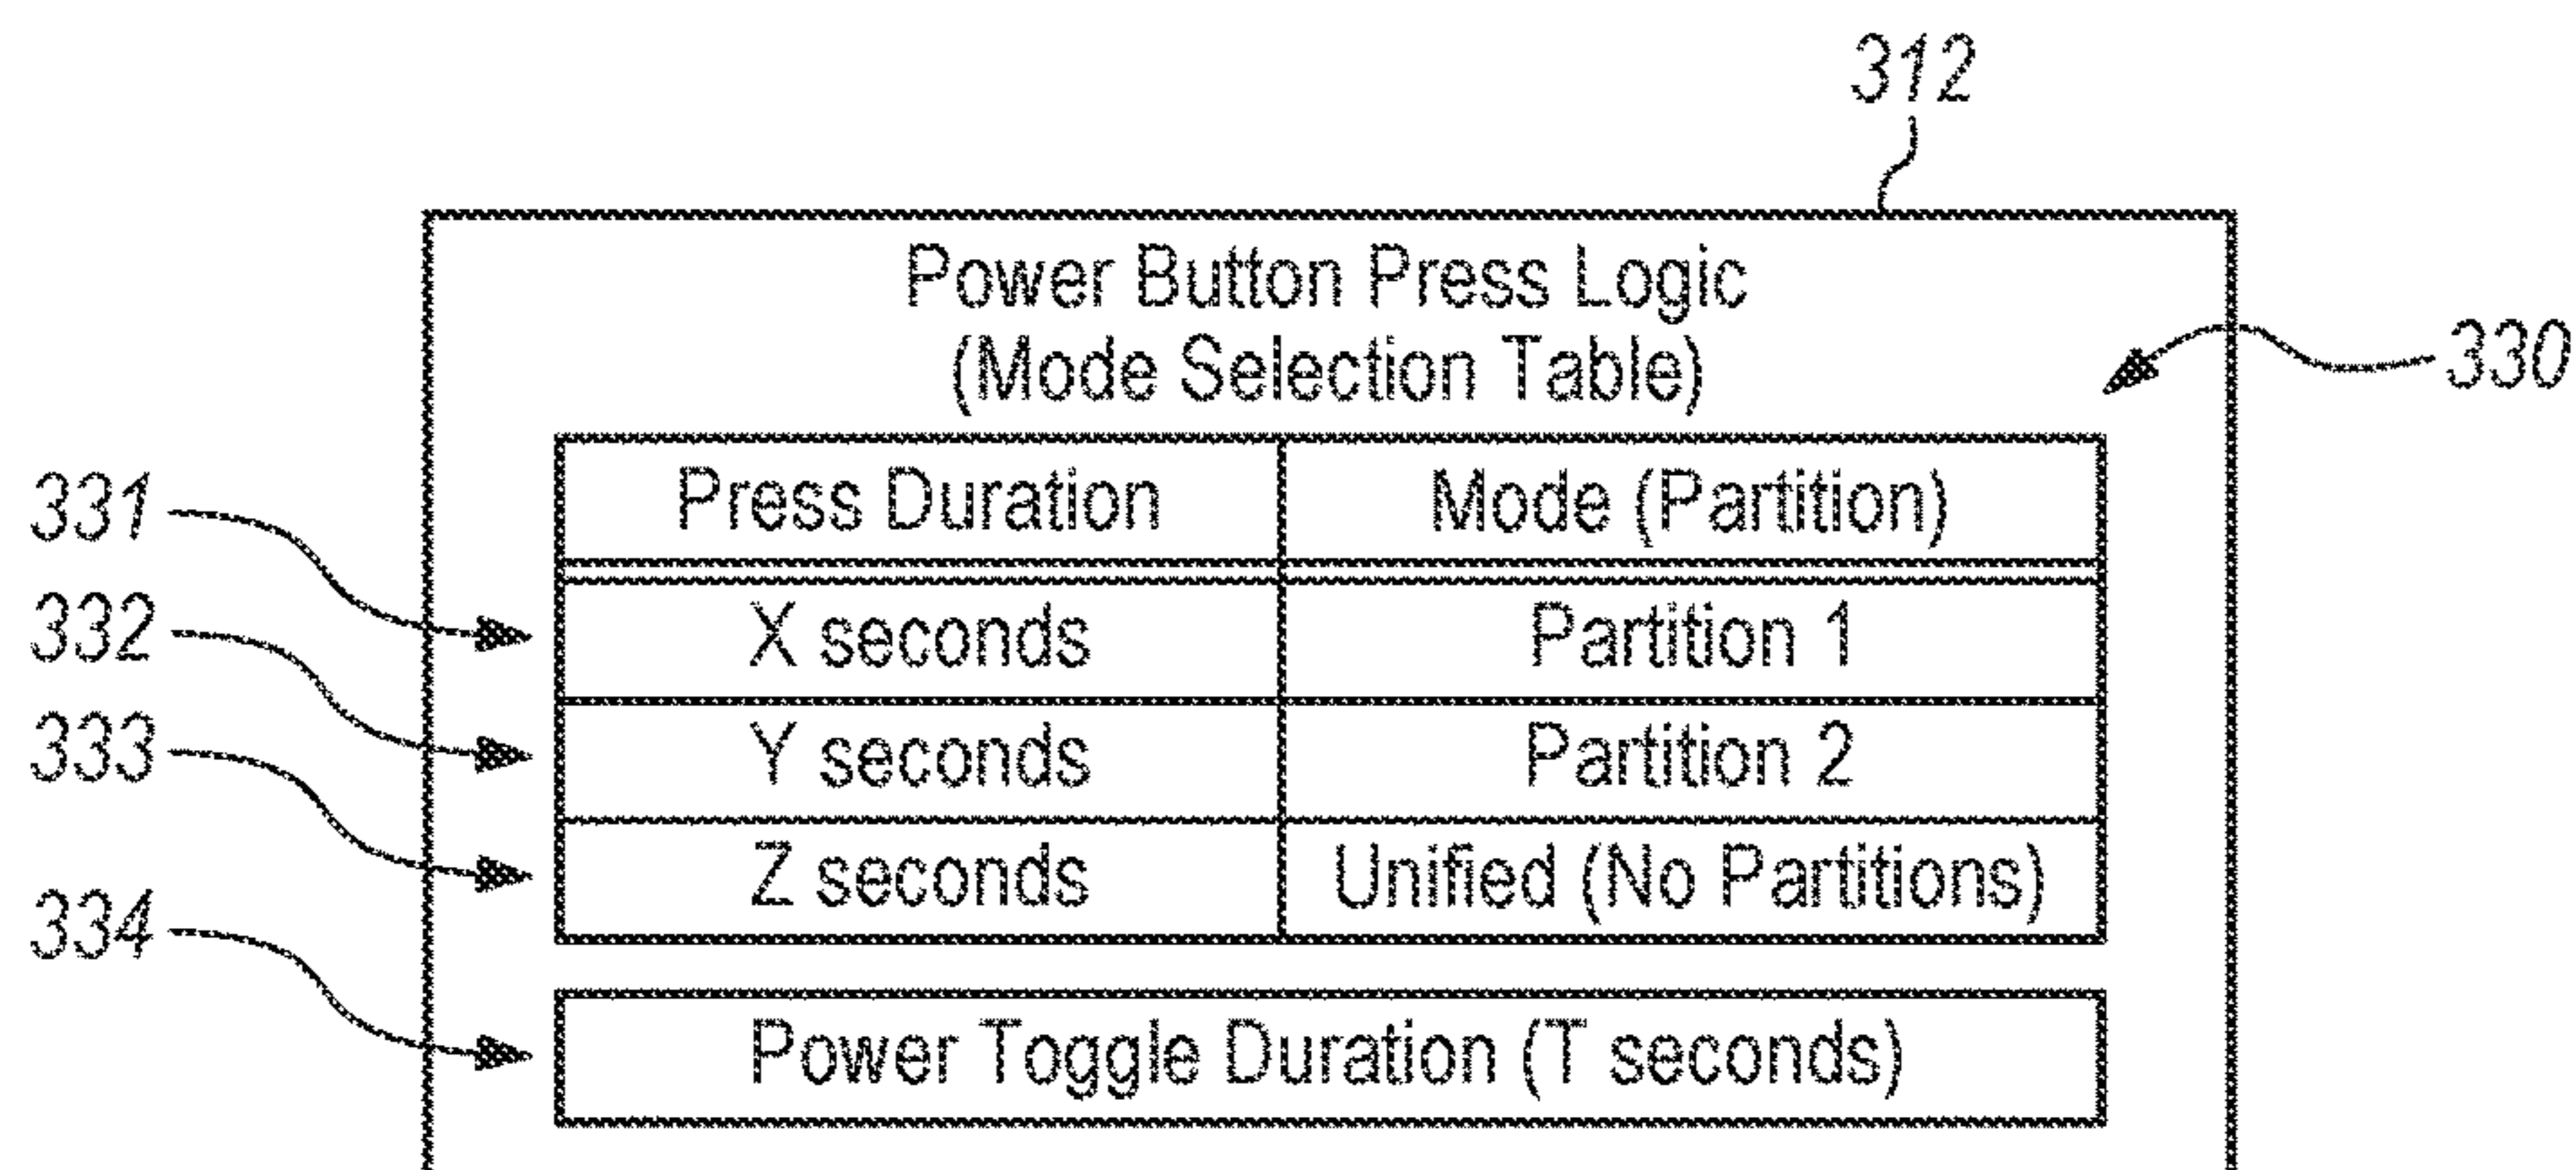 312
Power Button Press Logic
(Mode Selection Table)
330
Press Duration Mode (Partition)
331
X seconds Partition 1
332
Y seconds Partition 2
333
Z seconds Unified (No Partitions)
334
Power Toggle Duration (T seconds)